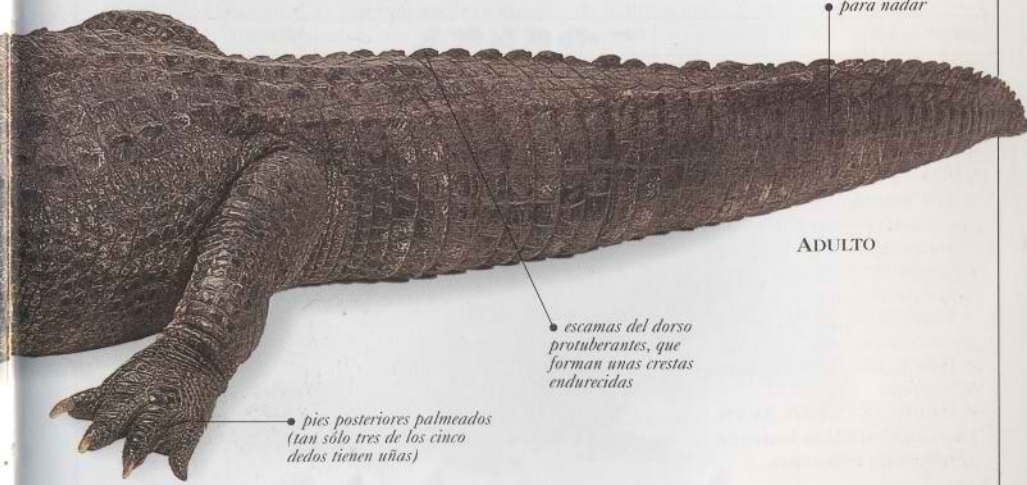 para nadar
ADULTO
escamas del dorso
protuberantes, que
forman unas crestas
endurecidas
pies posteriores palmeados
(tan sólo tres de los cinco
dedos tienen uñas)